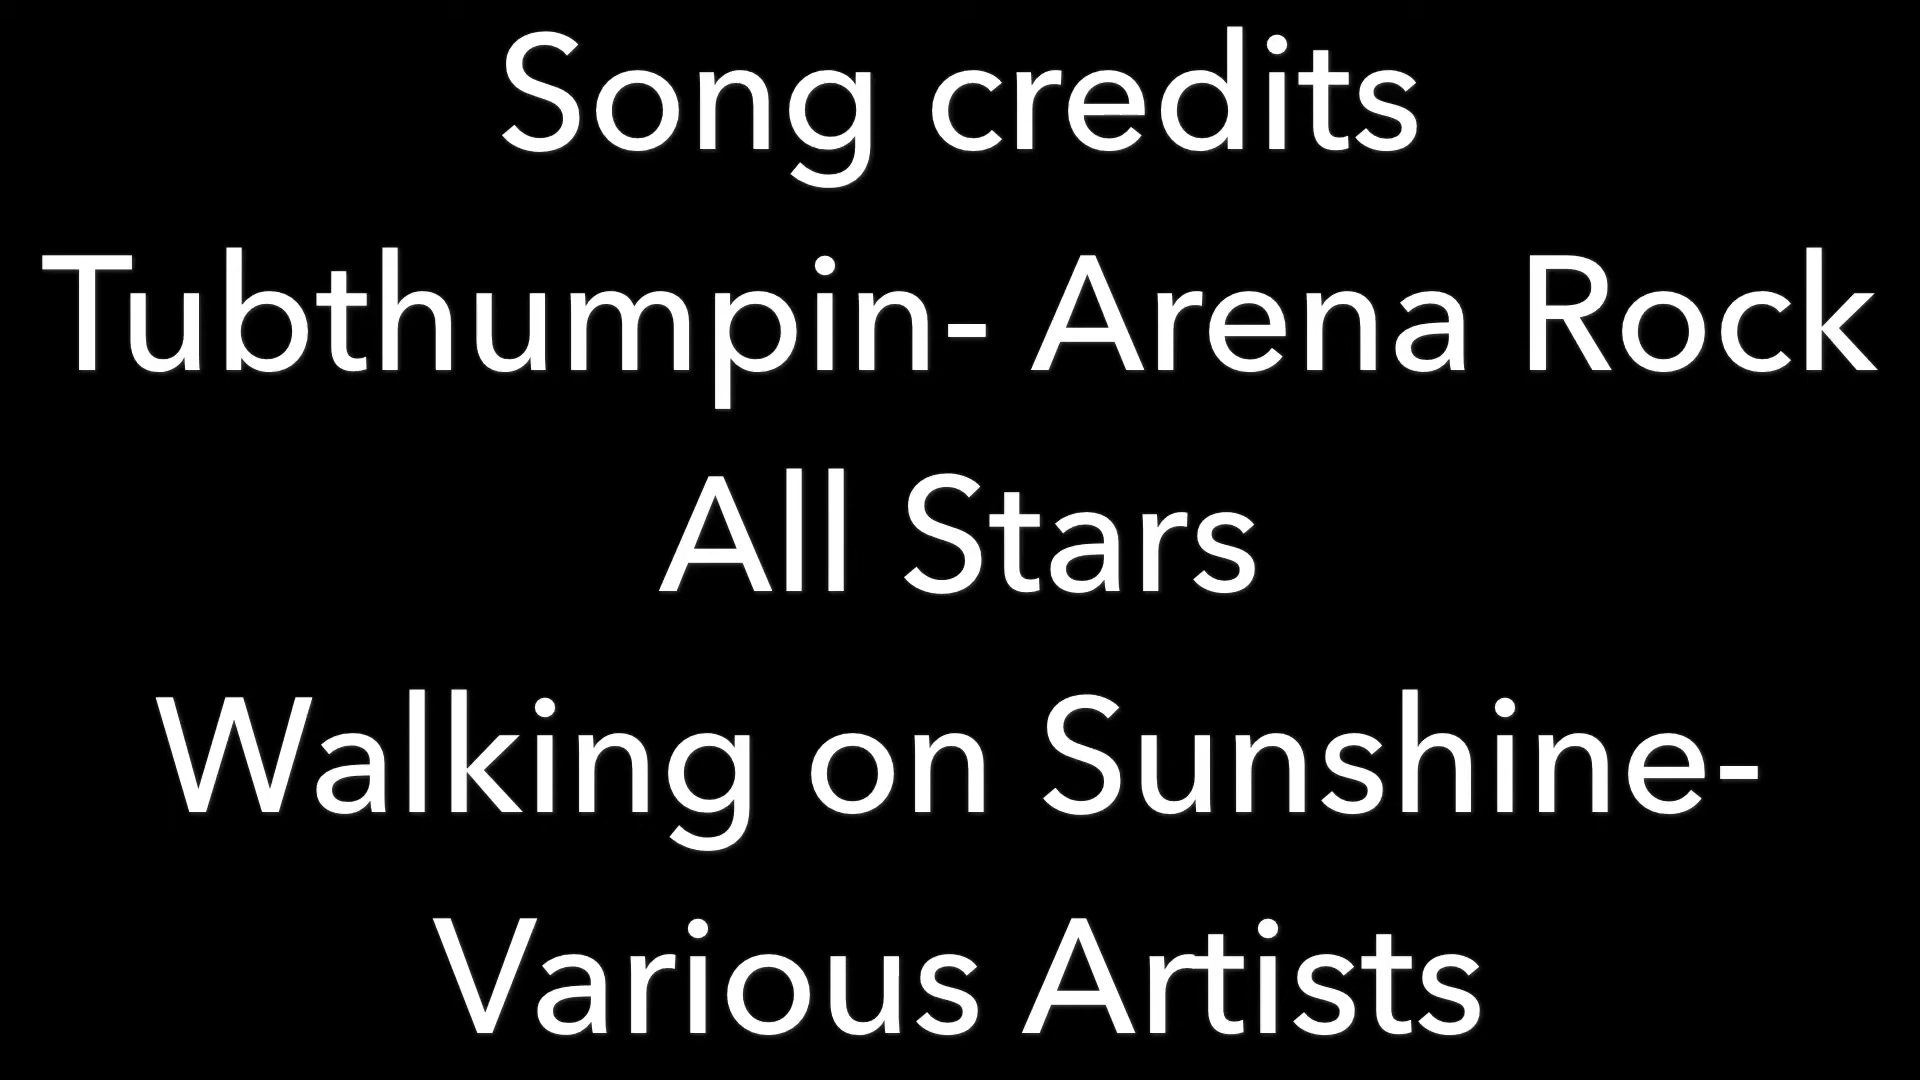 Song credits
Tubthumpin- Arena Rock
All Stars
Walking on Sunshine-
Various Artists